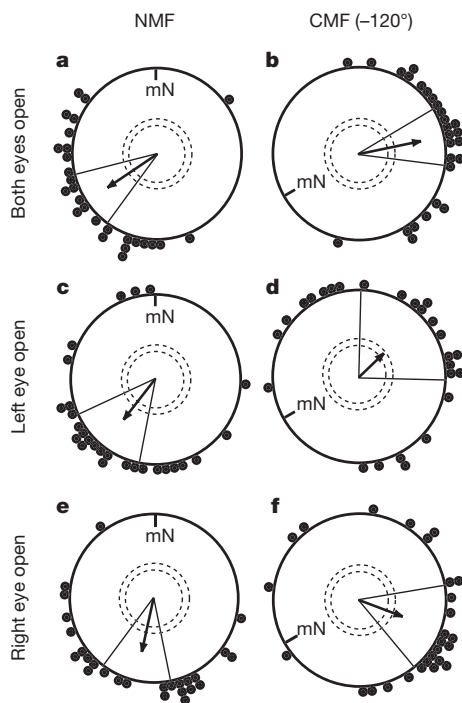 NMF
CMF (–120°)
Both eyes open
a
mN
b
mN
Left eye open
c
mN
d
mN
Right eye open
e
mN
f
mN